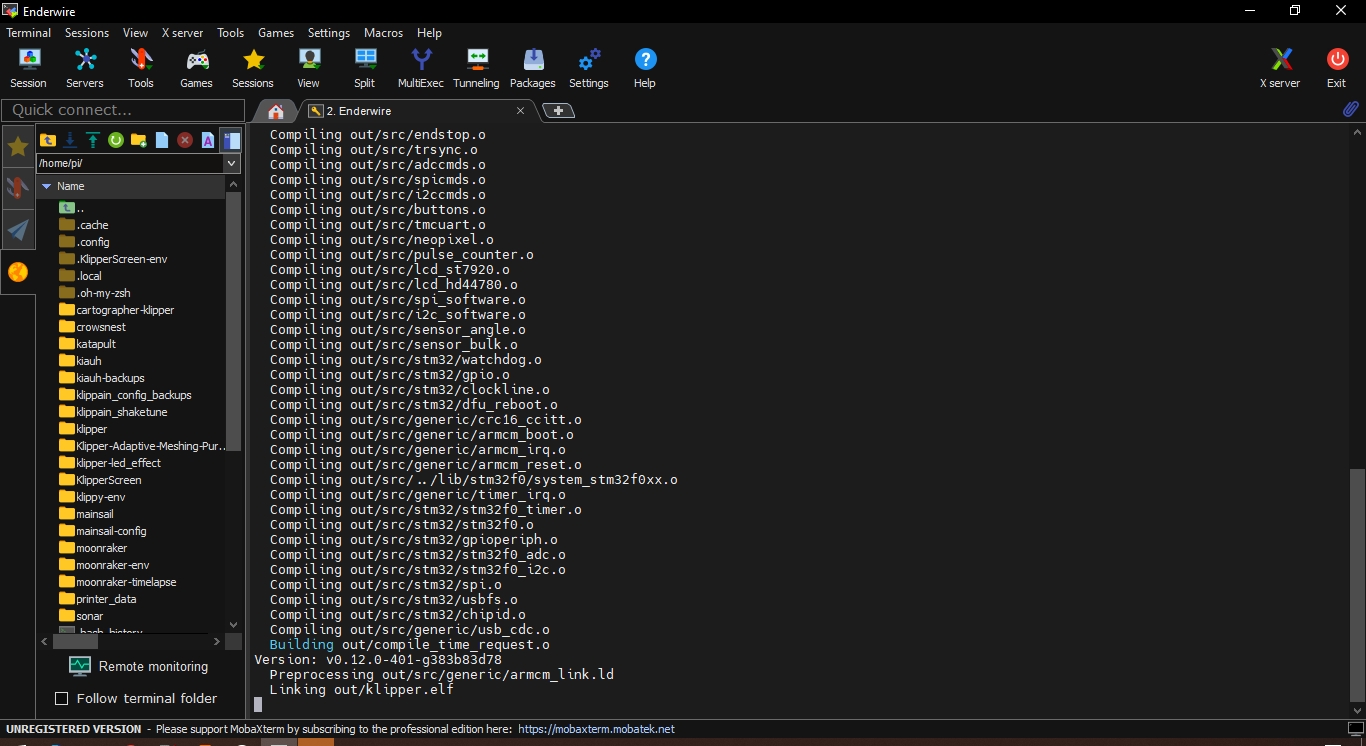 Enderwire
Terminal Sessions View X server Tools Games Settings Macros Help
Session Servers Tools Games Sessions View Split MultiExec Tunneling Packages Settings Help X server Exit
Quick connect...
2. Enderwire
/home/pi/
Name
..
.cache
.config
.KlipperScreen-env
.local
.oh-my-zsh
cartographer-klipper
crowsnest
katapult
kiauh
kiauh-backups
klippain_config_backups
klippain_shaketune
klipper
Klipper-Adaptive-Meshing-Pur..
klipper-led_effect
KlipperScreen
klippy-env
mainsail
mainsail-config
moonraker
moonraker-env
moonraker-timelapse
printer_data
sonar
.bash_history
Remote monitoring
Follow terminal folder
Compiling out/src/endstop.o
Compiling out/src/trsync.o
Compiling out/src/adccmds.o
Compiling out/src/spicmds.o
Compiling out/src/i2ccmds.o
Compiling out/src/buttons.o
Compiling out/src/tmcuart.o
Compiling out/src/neopixel.o
Compiling out/src/pulse_counter.o
Compiling out/src/lcd_st7920.o
Compiling out/src/lcd_hd44780.o
Compiling out/src/spi_software.o
Compiling out/src/i2c_software.o
Compiling out/src/sensor_angle.o
Compiling out/src/sensor_bulk.o
Compiling out/src/stm32/watchdog.o
Compiling out/src/stm32/gpio.o
Compiling out/src/stm32/clockline.o
Compiling out/src/stm32/dfu_reboot.o
Compiling out/src/generic/crc16_ccitt.o
Compiling out/src/generic/armcm_boot.o
Compiling out/src/generic/armcm_irq.o
Compiling out/src/generic/armcm_reset.o
Compiling out/src/../lib/stm32f0/system_stm32f0xx.o
Compiling out/src/generic/timer_irq.o
Compiling out/src/stm32/stm32f0_timer.o
Compiling out/src/stm32/stm32f0.o
Compiling out/src/stm32/gpioperiph.o
Compiling out/src/stm32/stm32f0_adc.o
Compiling out/src/stm32/stm32f0_i2c.o
Compiling out/src/stm32/spi.o
Compiling out/src/stm32/usbfs.o
Compiling out/src/stm32/chipid.o
Compiling out/src/generic/usb_cdc.o
Building out/compile_time_request.o
Version: v0.12.0-401-g383b83d78
Preprocessing out/src/generic/armcm_link.ld
Linking out/klipper.elf
UNREGISTERED VERSION - Please support MobaXterm by subscribing to the professional edition here: https://mobaxterm.mobatek.net